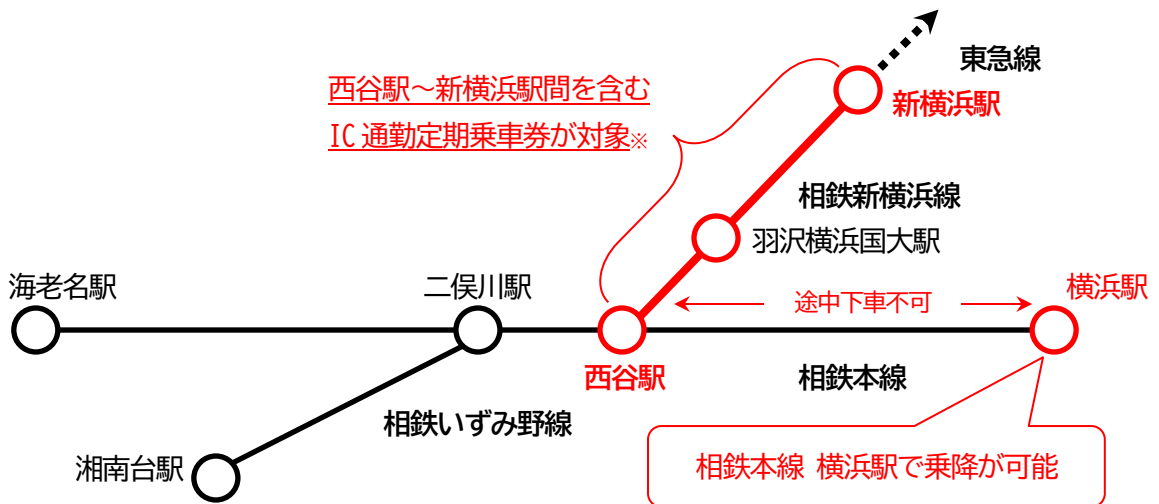 東急線
西谷駅～新横浜駅間を含む
IC 通勤定期乗車券が対象※
新横浜駅
相鉄新横浜線
羽沢横浜国大駅
海老名駅
二俣川駅
途中下車不可
横浜駅
西谷駅
相鉄本線
相鉄いずみ野線
湘南台駅
相鉄本線 横浜駅で乗降が可能